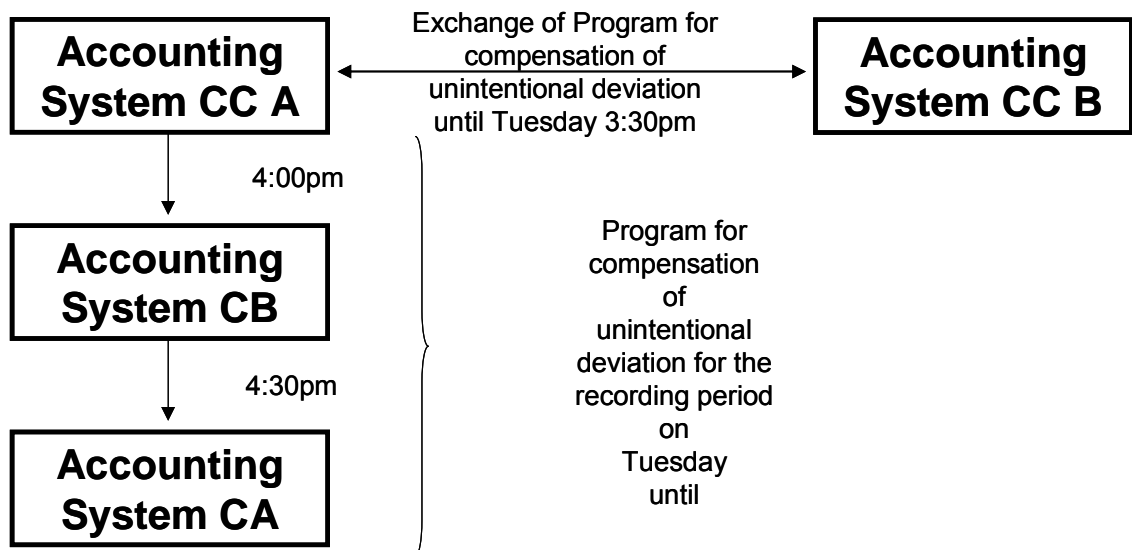 Accounting
System CC A
Exchange of Program for
compensation of
unintentional deviation
until Tuesday 3:30pm
Accounting
System CC B
4:00pm
Accounting
System CB
4:30pm
Accounting
System CA
Program for
compensation
of
unintentional
deviation for the
recording period
on
Tuesday
until